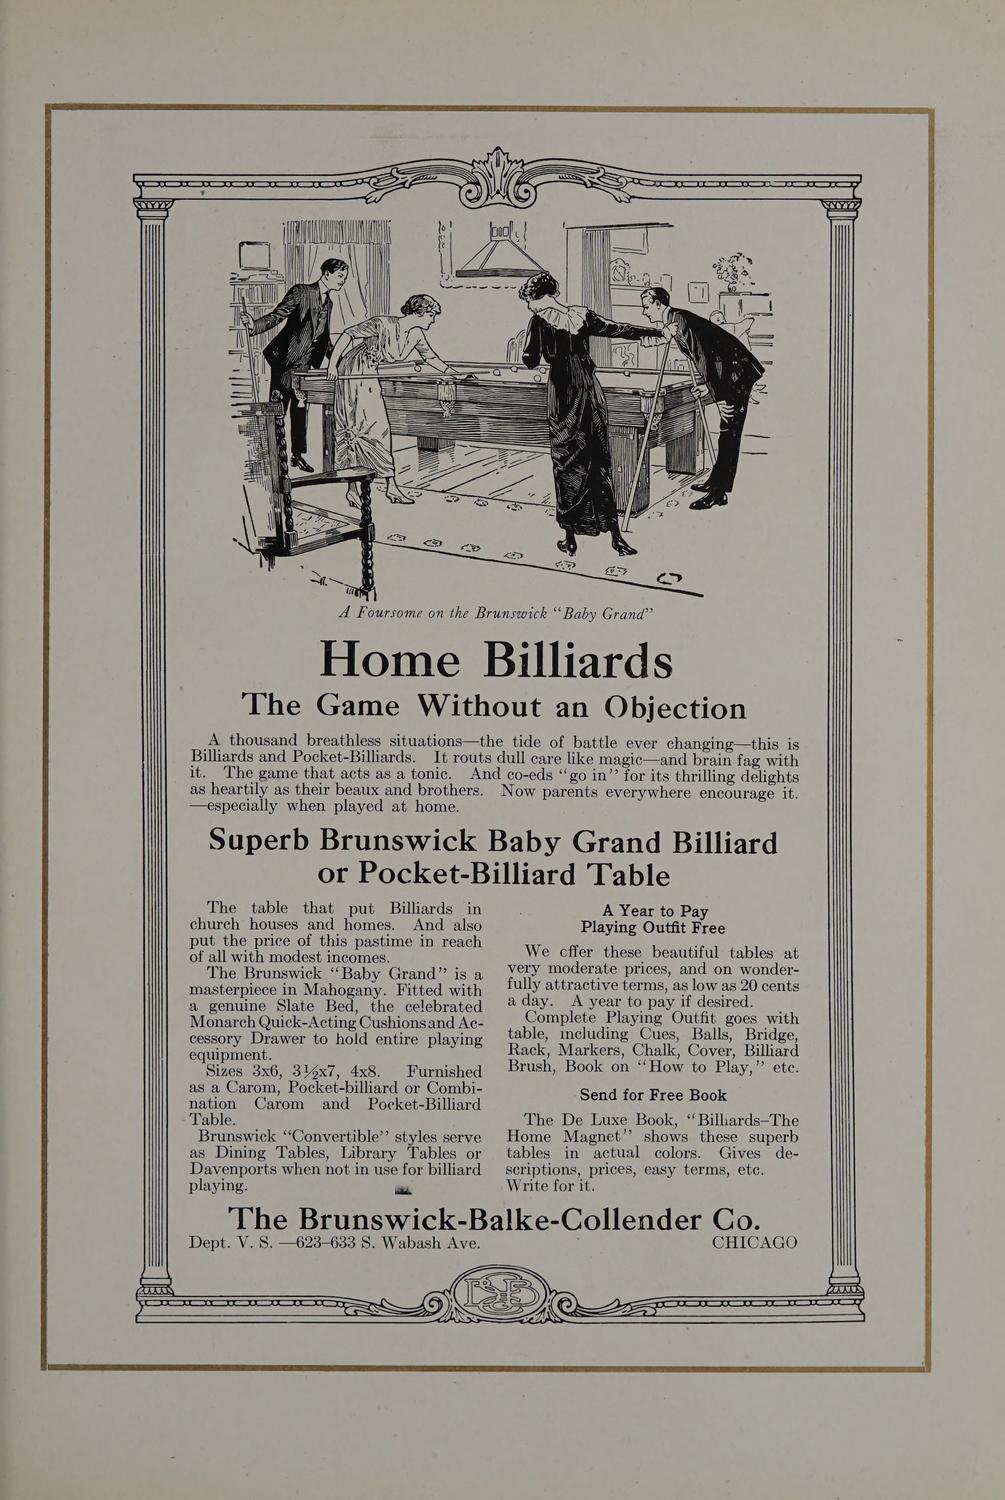 A Foursome on the Brunswick “Baby Grand”
Home Billiards
The Game Without an Objection
A thousand breathless situations—the tide of battle ever changing—this is
Billiards and Pocket-Billiards. It routs dull care like magic—and brain fag with
it. The game that acts as a tonic. And co-eds “go in” for its thrilling delights
as heartily as their beaux and brothers. Now parents everywhere encourage it.
—especially when played at home.
Superb Brunswick Baby Grand Billiard
or Pocket-Billiard Table
The table that put Billiards in
church houses and homes. And also
put the price of this pastime in reach
of all with modest incomes.
The Brunswick “Baby Grand” is a
masterpiece in Mahogany. Fitted with
a genuine Slate Bed, the celebrated
Monarch Quick-Acting Cushions and Ac-
cessory Drawer to hold entire playing
equipment.
Sizes 3x6, 3½x7, 4x8. Furnished
as a Carom, Pocket-billiard or Combi-
nation Carom and Pocket-Billiard
Table.
Brunswick “Convertible” styles serve
as Dining Tables, Library Tables or
Davenports when not in use for billiard
playing.
A Year to Pay
Playing Outfit Free
We offer these beautiful tables at
very moderate prices, and on wonder-
fully attractive terms, as low as 20 cents
a day. A year to pay if desired.
Complete Playing Outfit goes with
table, including Cues, Balls, Bridge,
Rack, Markers, Chalk, Cover, Billiard
Brush, Book on “How to Play,” etc.
Send for Free Book
The De Luxe Book, “Billiards—The
Home Magnet” shows these superb
tables in actual colors. Gives de-
scriptions, prices, easy terms, etc.
Write for it.
The Brunswick-Balke-Collender Co.
Dept. V. S. —623-633 S. Wabash Ave. CHICAGO